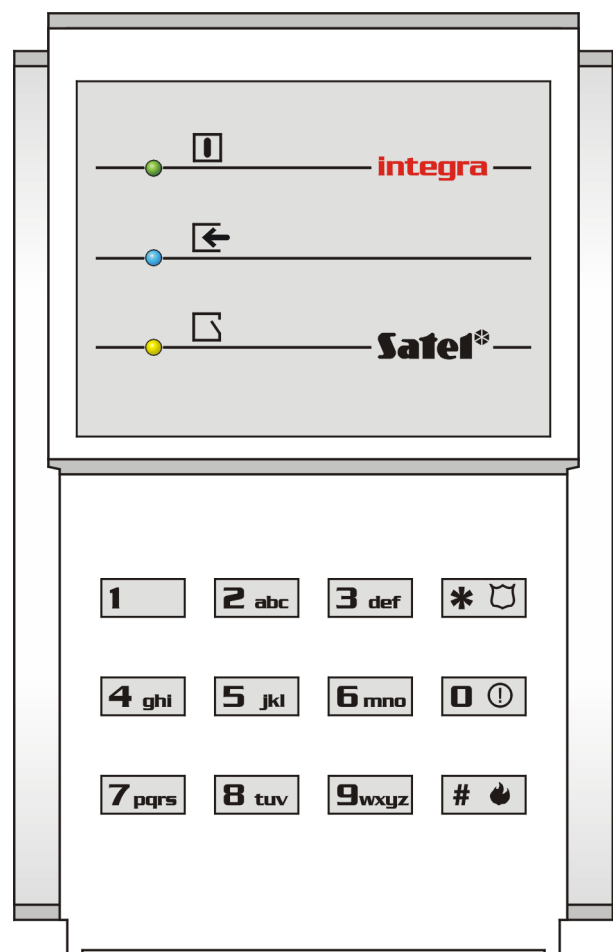 integra
Satel
1
2 abc
3 def
*
4 ghi
5 jkl
6 mno
0
7 pqrs
8 tuv
9 wxyz
#